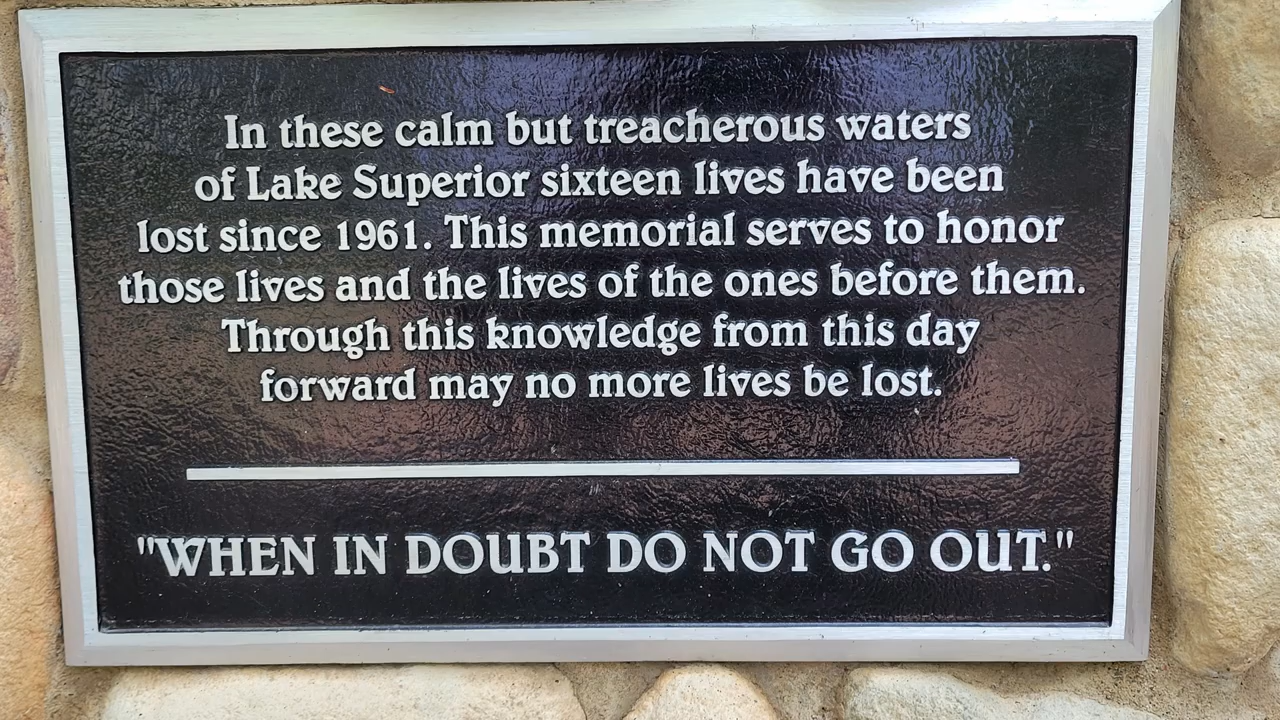 In these calm but treacherous waters
of Lake Superior sixteen lives have been
lost since 1961. This memorial serves to honor
those lives and the lives of the ones before them.
Through this knowledge from this day
forward may no more lives be lost.
"WHEN IN DOUBT DO NOT GO OUT."